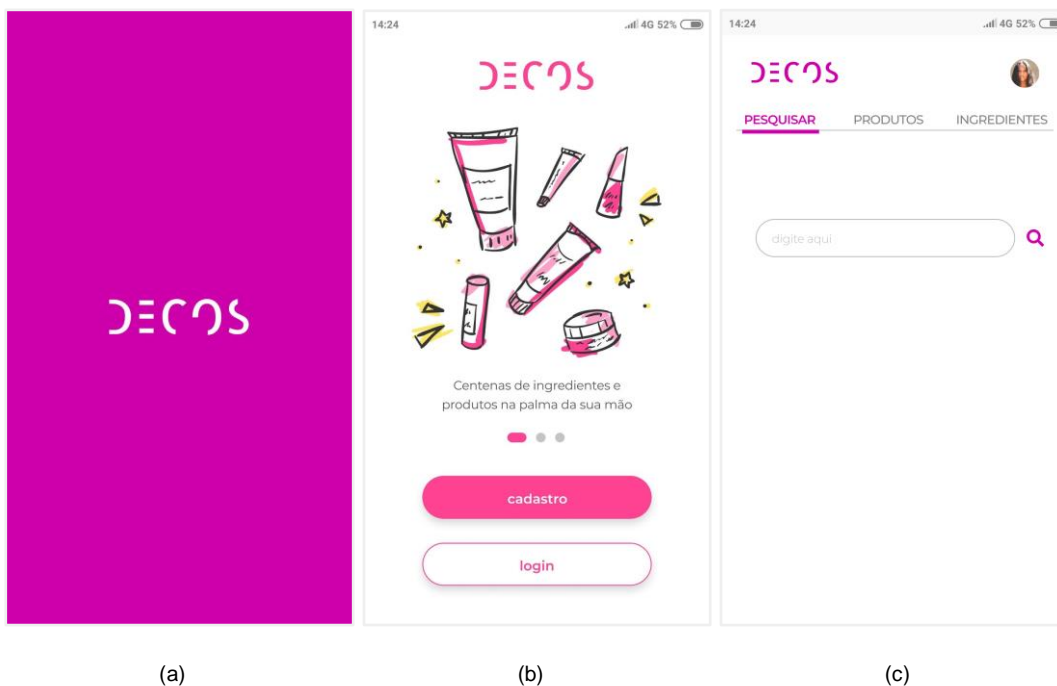 DECOS
14:24
4G 52%
DECOS
Centenas de ingredientes e
produtos na palma da sua mão
cadastro
login
14:24
4G 52%
DECOS
PESQUISAR PRODUTOS INGREDIENTES
digite aqui
(a)
(b)
(c)